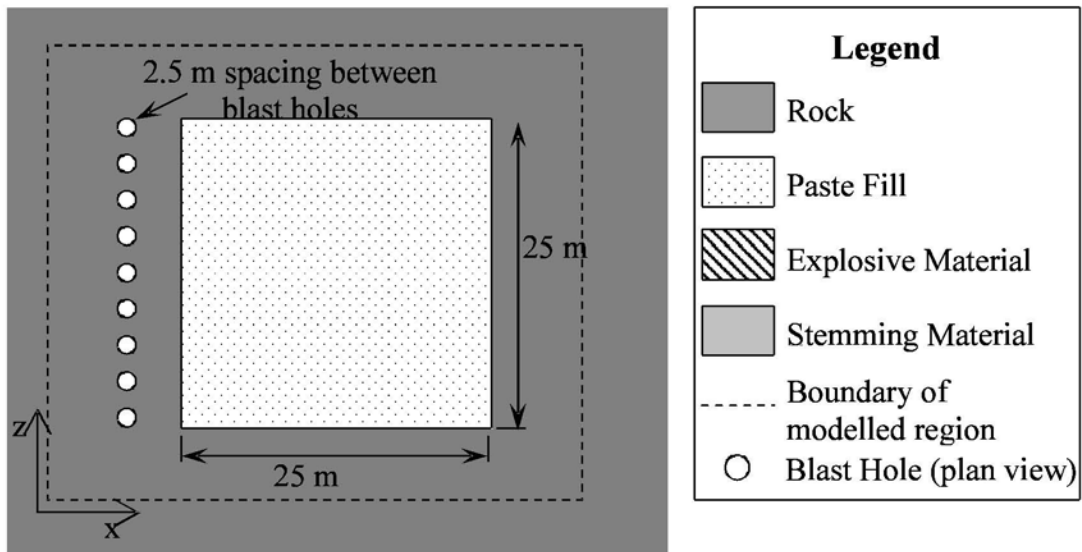 2.5 m spacing between
blast holes
25 m
25 m
z
x
Legend
Rock
Paste Fill
Explosive Material
Stemming Material
Boundary of
modelled region
Blast Hole (plan view)